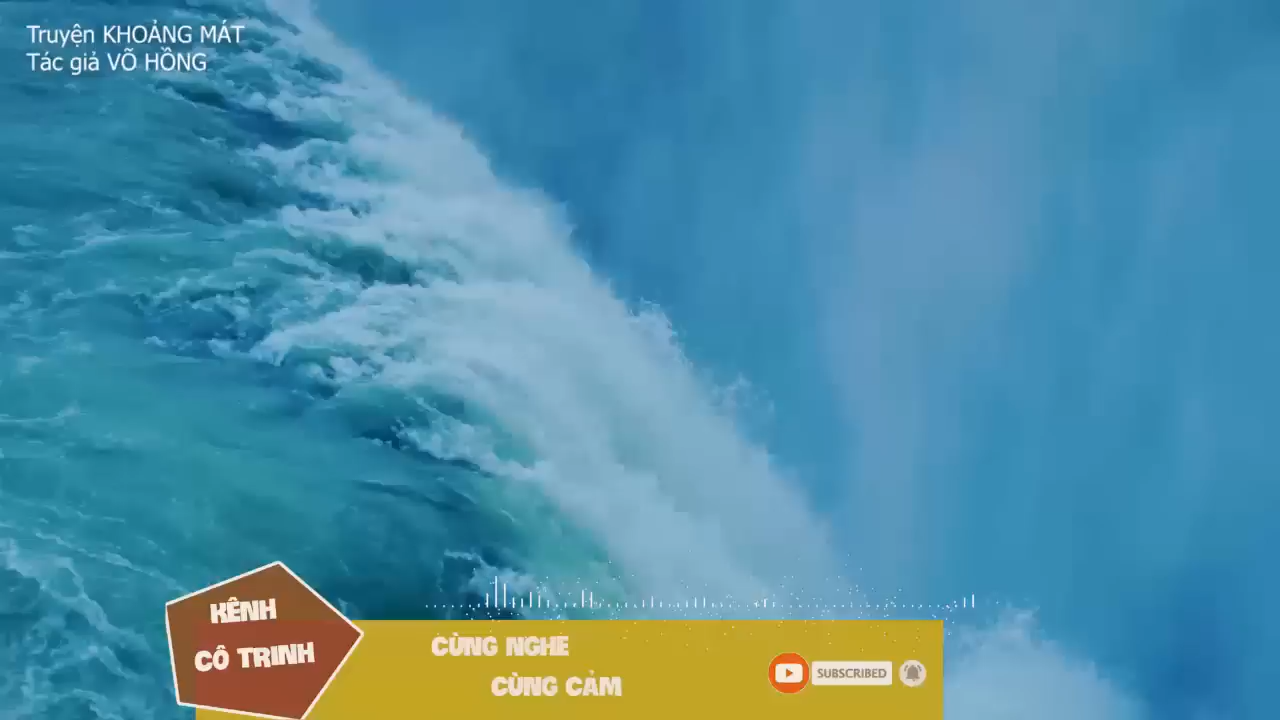 Truyện KHOẢNG MÁT
Tác giả VÕ HỒNG
KÊNH
CÔ TRINH
CÙNG NGHE
CÙNG CẢM
SUBSCRIBED